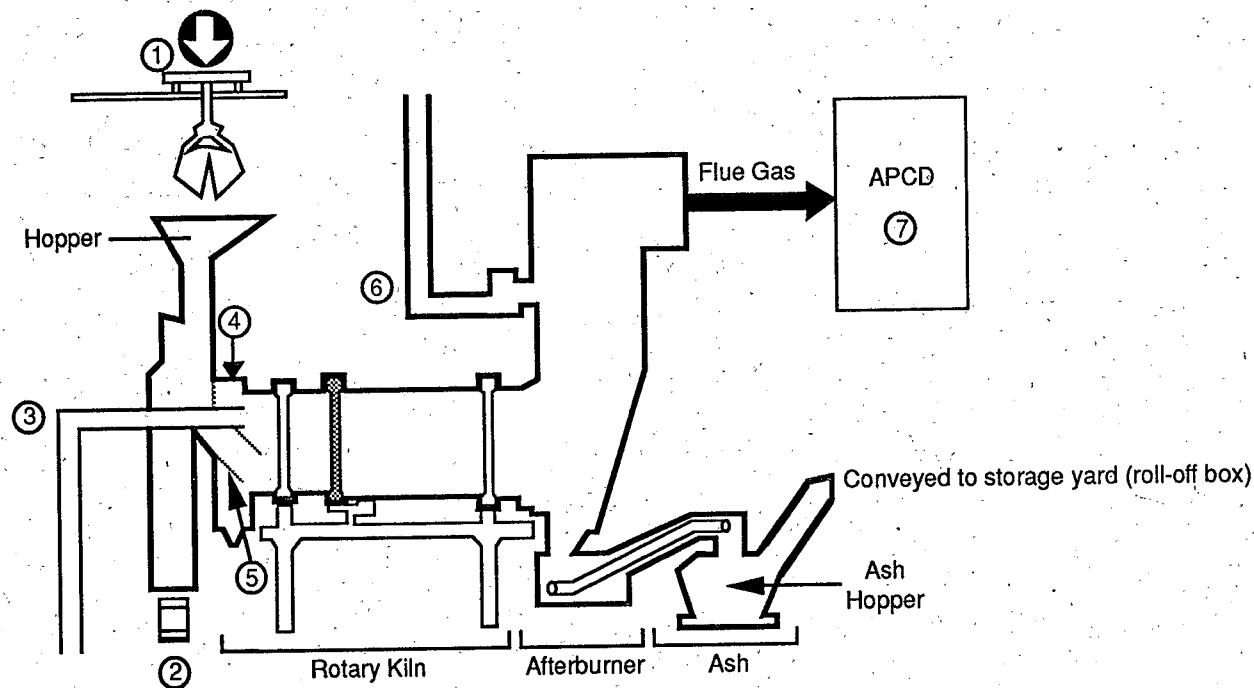 1
Flue Gas
APCD
7
Hopper
6
4
3
Conveyed to storage yard (roll-off box)
5
Ash
Hopper
2
Rotary Kiln
Afterburner
Ash